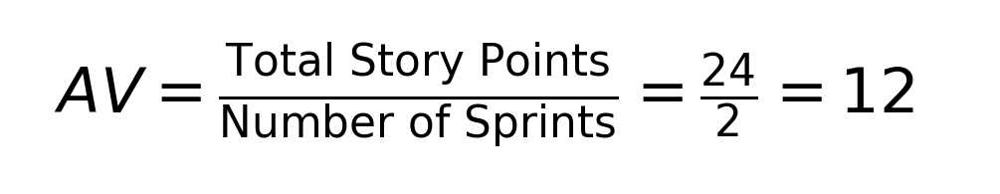 AV = Total Story Points / Number of Sprints = 24 / 2 = 12